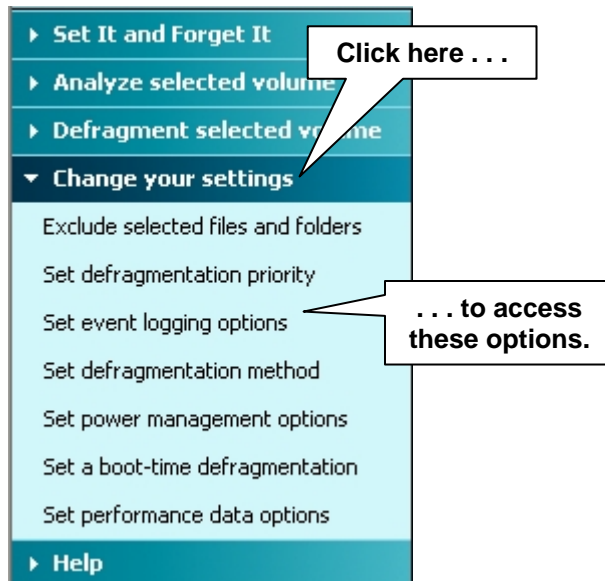 Set It and Forget It
Click here . . .
Analyze selected volume
Defragment selected volume
Change your settings
Exclude selected files and folders
Set defragmentation priority
Set event logging options
. . . to access
these options.
Set defragmentation method
Set power management options
Set a boot-time defragmentation
Set performance data options
Help